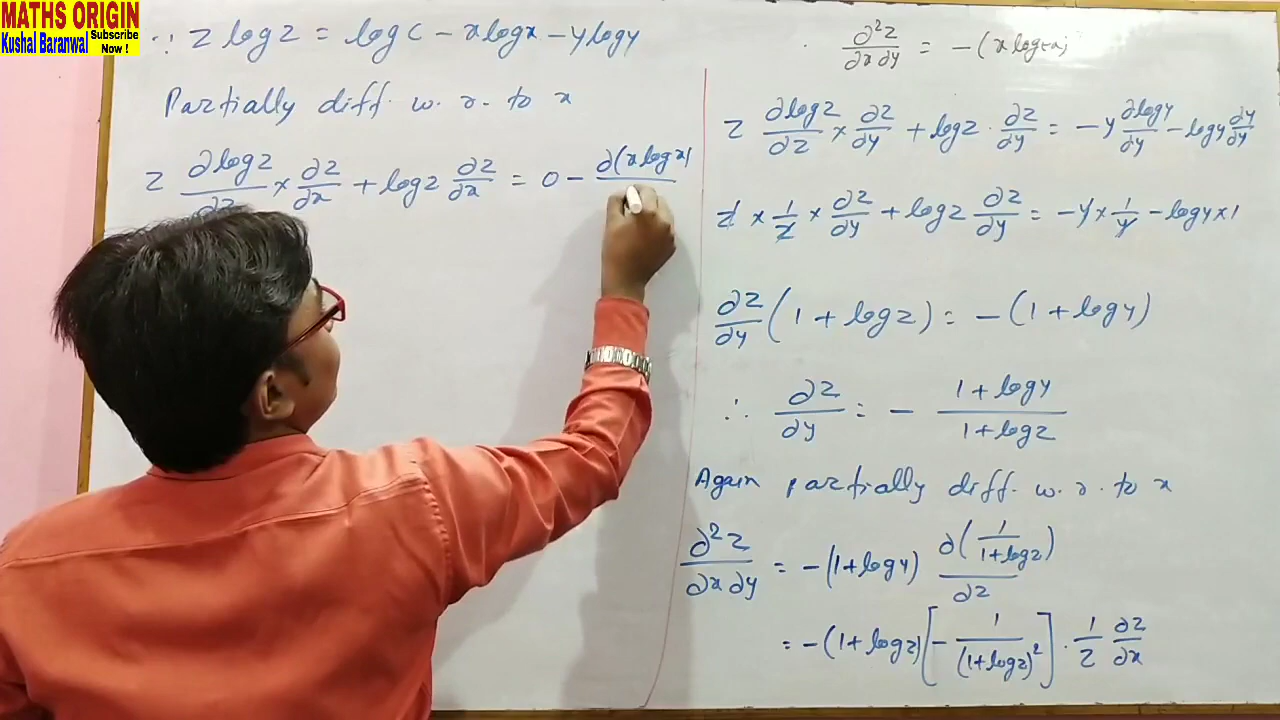 MATHS ORIGIN
Kushal Baranwal
Subscribe
Now !
∵ z log z = log c - x log x - y log y
Partially diff. w. r. to x
z ∂log z/∂z × ∂z/∂x + log z ∂z/∂x = 0 - ∂(x log x)
∂²z/∂x∂y = -(x log ex)
z ∂log z/∂z × ∂z/∂y + log z · ∂z/∂y = -y ∂log y/∂y - log y ∂y/∂y
z × 1/z × ∂z/∂y + log z ∂z/∂y = -y × 1/y - log y × 1
∂z/∂y (1 + log z) = -(1 + log y)
∴ ∂z/∂y = - 1 + log y/1 + log z
Again partially diff. w. r. to x
∂²z/∂x∂y = -(1+log y) ∂(1/1+log z)/∂z
= -(1+log z) [-1/(1+log z)²] · 1/z ∂z/∂x